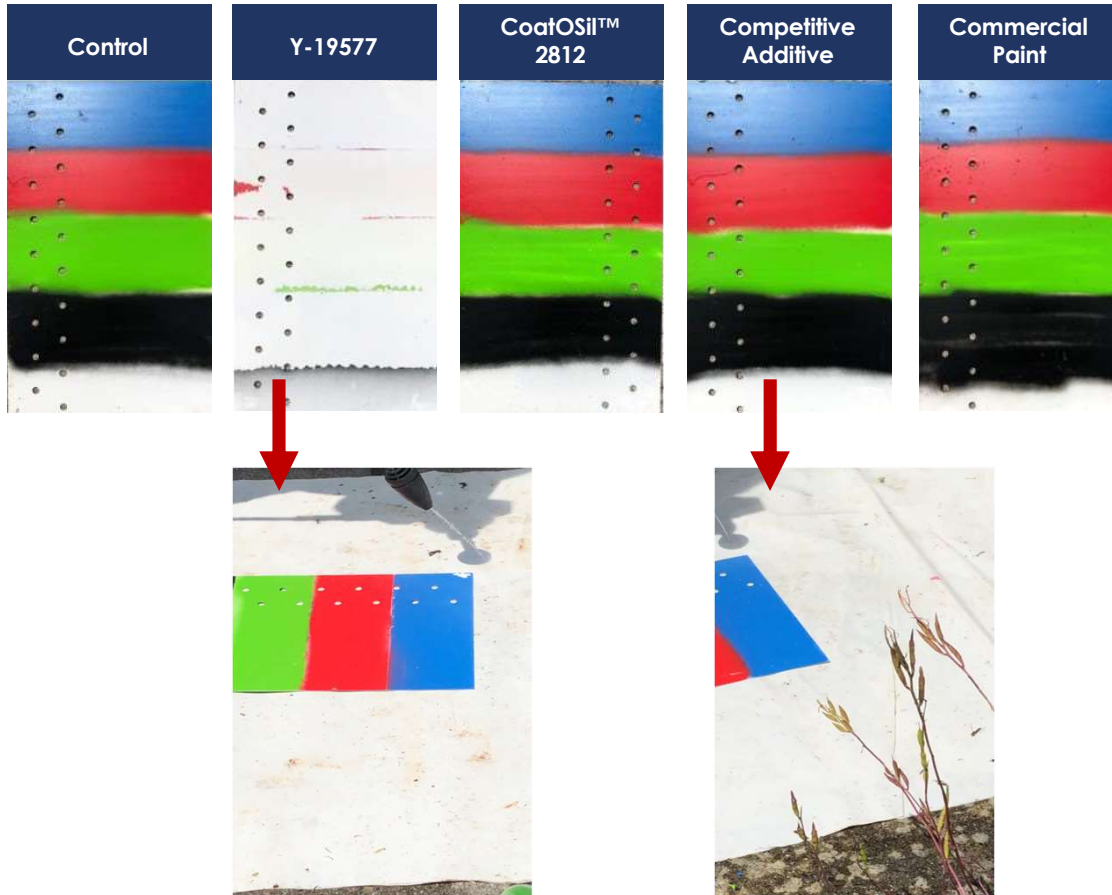 Control
Y-19577
CoatOSil™
2812
Competitive
Additive
Commercial
Paint